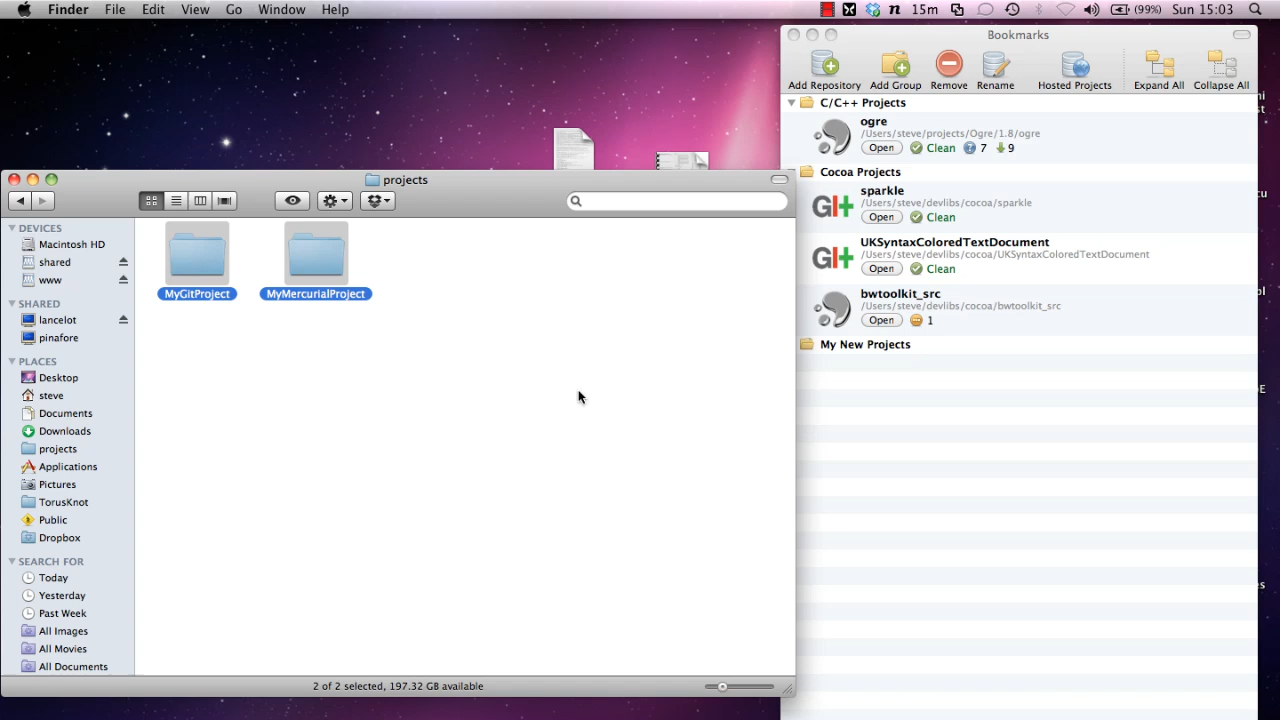 Finder File Edit View Go Window Help 15m (99%) Sun 15:03
Bookmarks
Add Repository Add Group Remove Rename Hosted Projects Expand All Collapse All
C/C++ Projects
ogre
/Users/steve/projects/Ogre/1.8/ogre
Open Clean 7 9
Cocoa Projects
sparkle
/Users/steve/devlibs/cocoa/sparkle
Open Clean
UKSyntaxColoredTextDocument
/Users/steve/devlibs/cocoa/UKSyntaxColoredTextDocument
Open Clean
bwtoolkit_src
/Users/steve/devlibs/cocoa/bwtoolkit_src
Open 1
My New Projects
projects
DEVICES
Macintosh HD
shared
www
SHARED
lancelot
pinafore
PLACES
Desktop
steve
Documents
Downloads
projects
Applications
Pictures
TorusKnot
Public
Dropbox
SEARCH FOR
Today
Yesterday
Past Week
All Images
All Movies
All Documents
MyGitProject MyMercurialProject
2 of 2 selected, 197.32 GB available